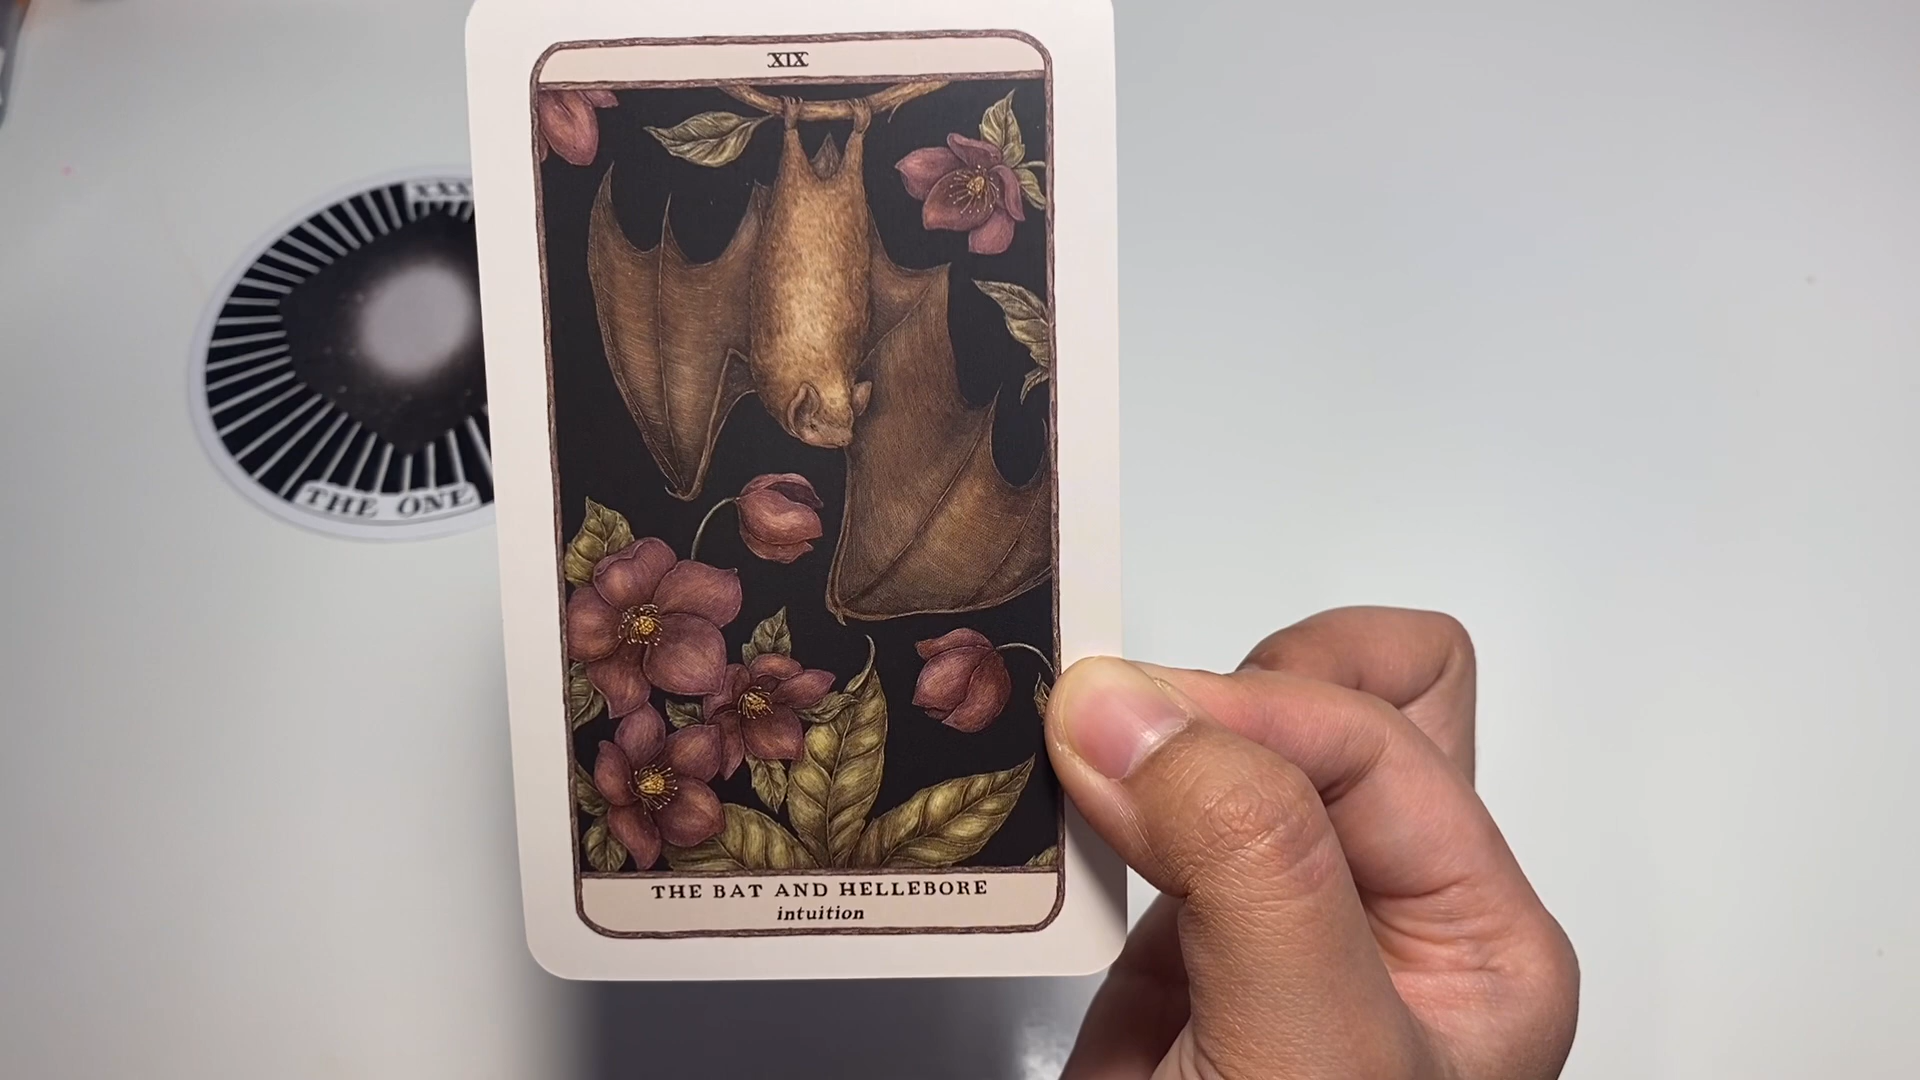 XIX
THE BAT AND HELLEBORE
intuition
THE ONE